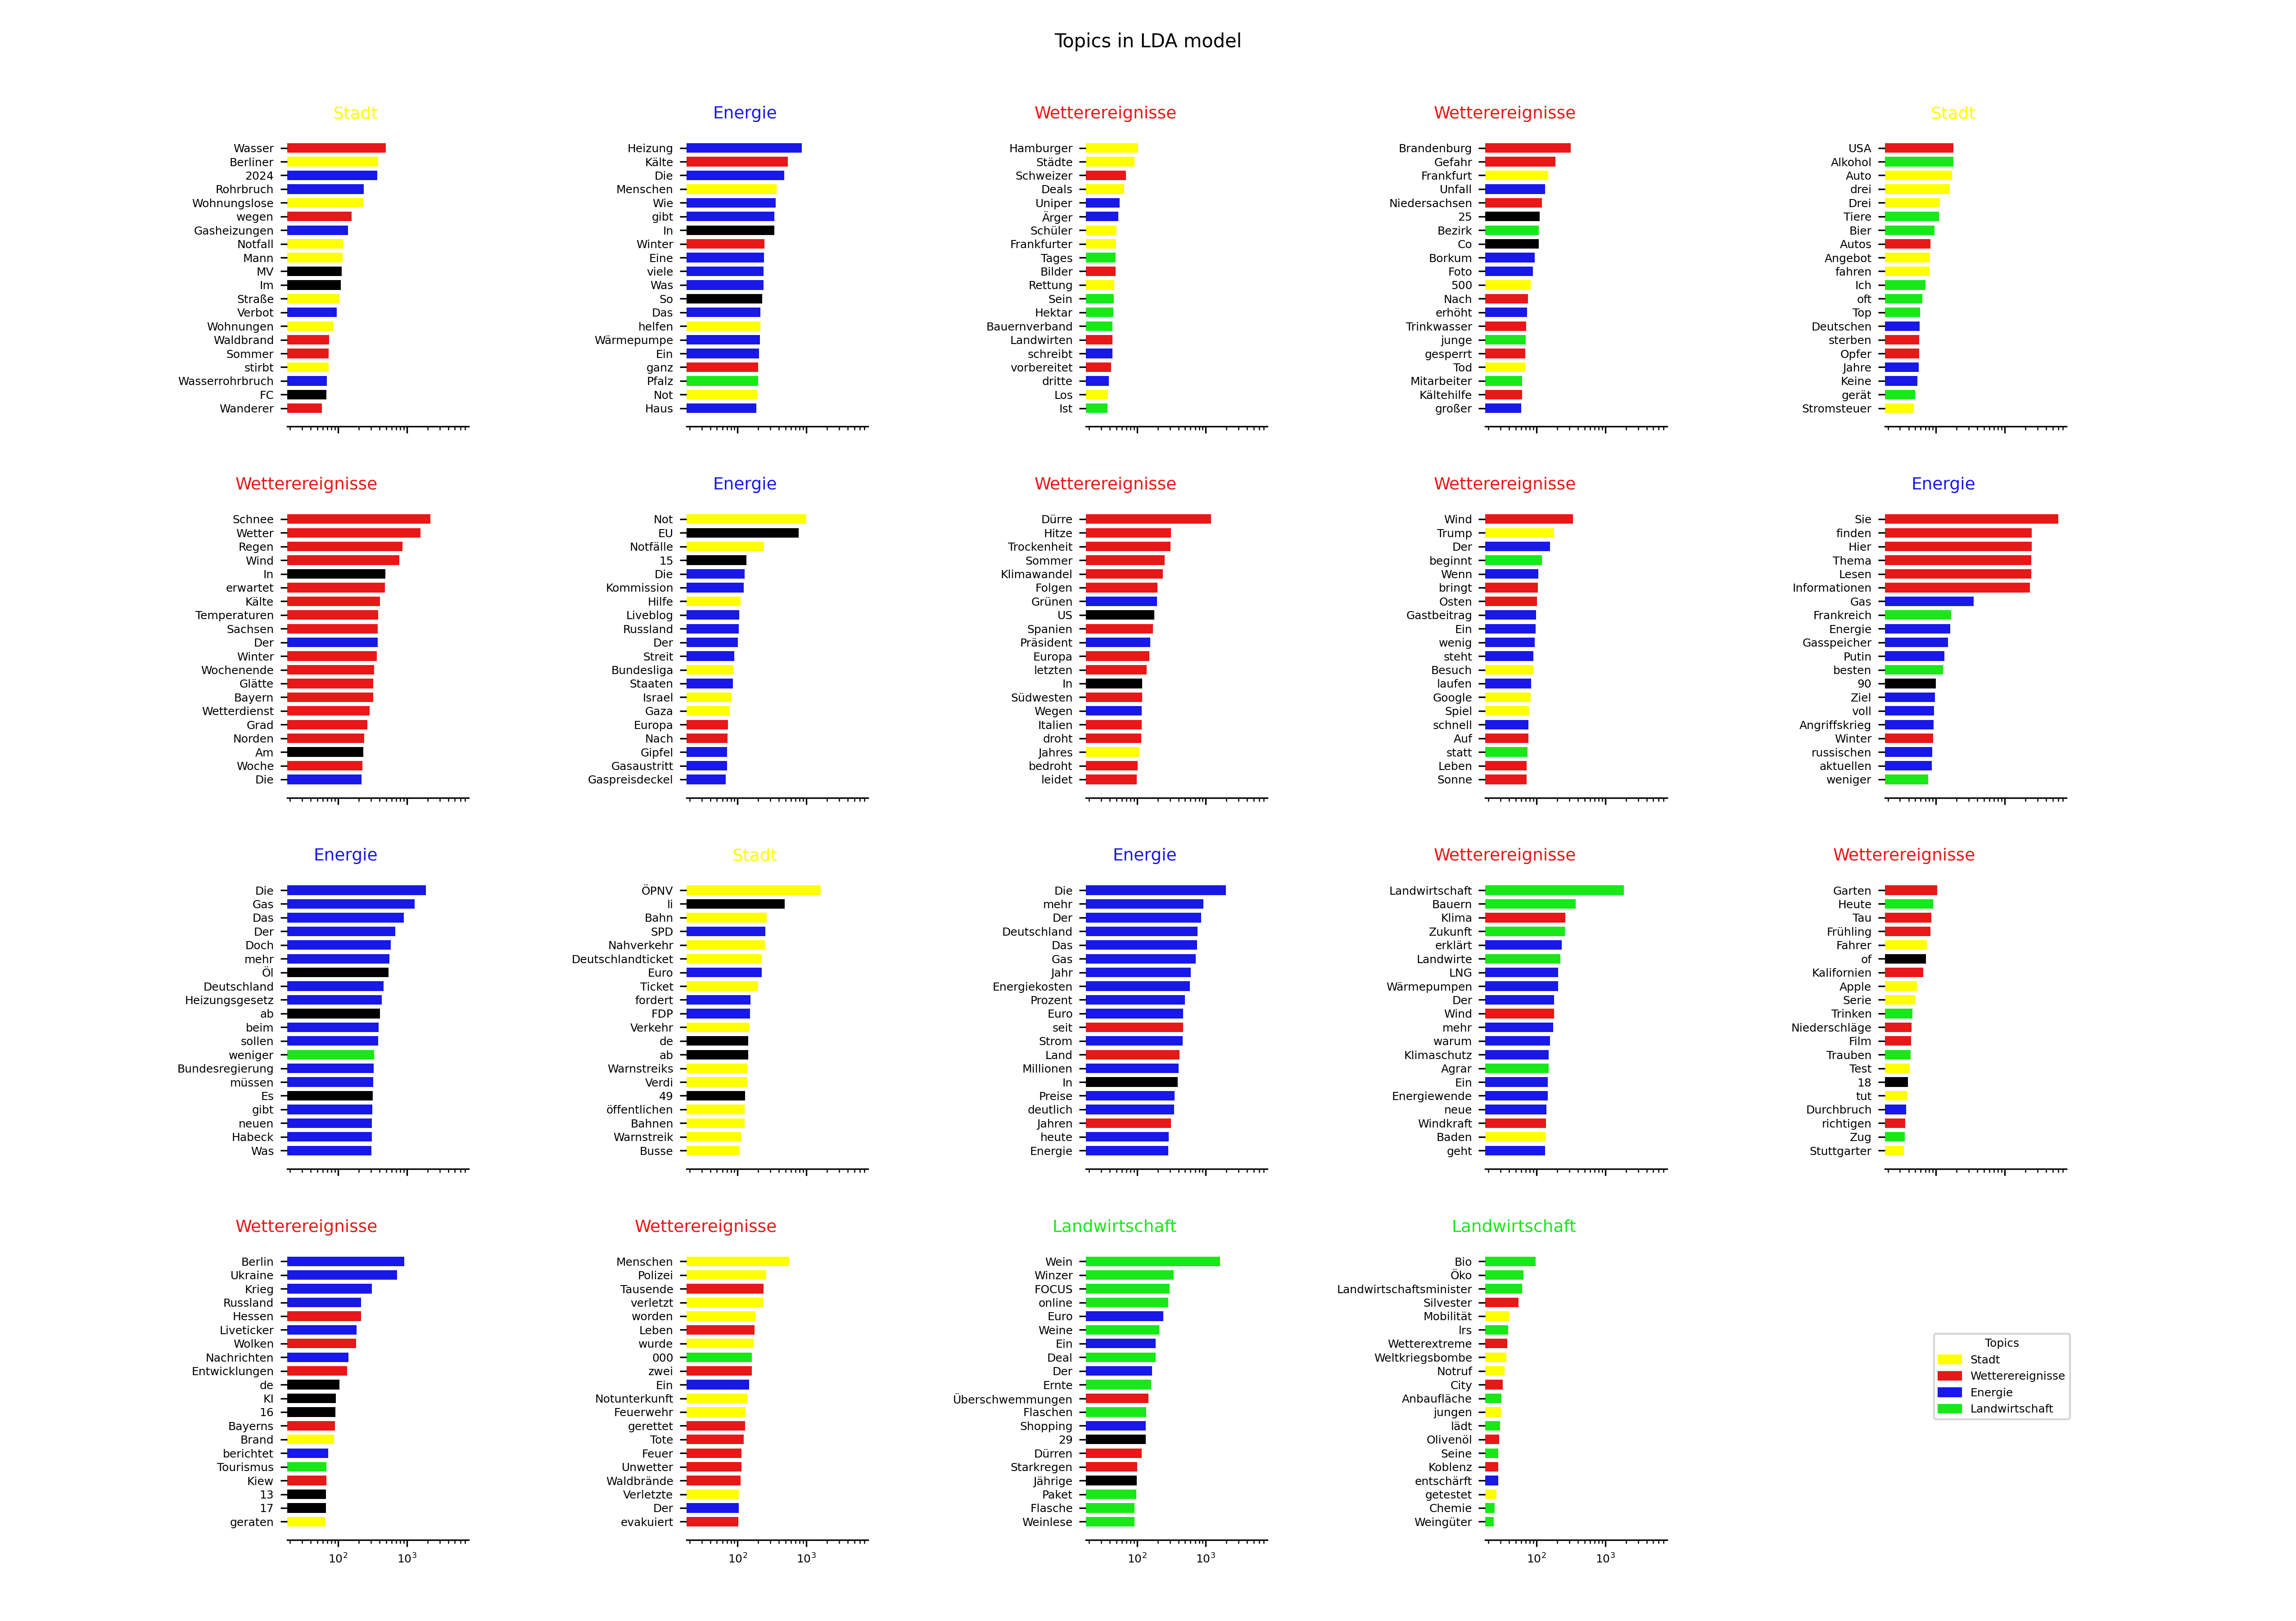 Topics in LDA model
Stadt
Wasser
Berliner
2024
Rohrbruch
Wohnungslose
wegen
Gasheizungen
Notfall
Mann
MV
Im
Straße
Verbot
Wohnungen
Waldbrand
Sommer
stirbt
Wasserrohrbruch
FC
Wanderer
Energie
Heizung
Kälte
Die
Menschen
Wie
gibt
In
Winter
Eine
viele
Was
So
Das
helfen
Wärmepumpe
Ein
ganz
Pfalz
Not
Haus
Wetterereignisse
Hamburger
Städte
Schweizer
Deals
Uniper
Ärger
Schüler
Frankfurter
Tages
Bilder
Rettung
Sein
Hektar
Bauernverband
Landwirten
schreibt
vorbereitet
dritte
Los
Ist
Wetterereignisse
Brandenburg
Gefahr
Frankfurt
Unfall
Niedersachsen
25
Bezirk
Co
Borkum
Foto
500
Nach
erhöht
Trinkwasser
junge
gesperrt
Tod
Mitarbeiter
Kältehilfe
großer
Stadt
USA
Alkohol
Auto
drei
Drei
Tiere
Bier
Autos
Angebot
fahren
Ich
oft
Top
Deutschen
sterben
Opfer
Jahre
Keine
gerät
Stromsteuer
Wetterereignisse
Schnee
Wetter
Regen
Wind
In
erwartet
Kälte
Temperaturen
Sachsen
Der
Winter
Wochenende
Glätte
Bayern
Wetterdienst
Grad
Norden
Am
Woche
Die
Energie
Not
EU
Notfälle
15
Die
Kommission
Hilfe
Liveblog
Russland
Der
Streit
Bundesliga
Staaten
Israel
Gaza
Europa
Nach
Gipfel
Gasaustritt
Gaspreisdeckel
Wetterereignisse
Dürre
Hitze
Trockenheit
Sommer
Klimawandel
Folgen
Grünen
US
Spanien
Präsident
Europa
letzten
In
Südwesten
Wegen
Italien
droht
Jahres
bedroht
leidet
Wetterereignisse
Wind
Trump
Der
beginnt
Wenn
bringt
Osten
Gastbeitrag
Ein
wenig
steht
Besuch
laufen
Google
Spiel
schnell
Auf
statt
Leben
Sonne
Energie
Sie
finden
Hier
Thema
Lesen
Informationen
Gas
Frankreich
Energie
Gasspeicher
Putin
besten
90
Ziel
voll
Angriffskrieg
Winter
russischen
aktuellen
weniger
Energie
Die
Gas
Das
Der
Doch
mehr
Öl
Deutschland
Heizungsgesetz
ab
beim
sollen
weniger
Bundesregierung
müssen
Es
gibt
neuen
Habeck
Was
Stadt
ÖPNV
li
Bahn
SPD
Nahverkehr
Deutschlandticket
Euro
Ticket
fordert
FDP
Verkehr
de
ab
Warnstreiks
Verdi
49
öffentlichen
Bahnen
Warnstreik
Busse
Energie
Die
mehr
Der
Deutschland
Das
Gas
Jahr
Energiekosten
Prozent
Euro
seit
Strom
Land
Millionen
In
Preise
deutlich
Jahren
heute
Energie
Wetterereignisse
Landwirtschaft
Bauern
Klima
Zukunft
erklärt
Landwirte
LNG
Wärmepumpen
Der
Wind
mehr
warum
Klimaschutz
Agrar
Ein
Energiewende
neue
Windkraft
Baden
geht
Wetterereignisse
Garten
Heute
Tau
Frühling
Fahrer
of
Kalifornien
Apple
Serie
Trinken
Niederschläge
Film
Trauben
Test
18
tut
Durchbruch
richtigen
Zug
Stuttgarter
Wetterereignisse
Berlin
Ukraine
Krieg
Russland
Hessen
Liveticker
Wolken
Nachrichten
Entwicklungen
de
KI
16
Bayerns
Brand
berichtet
Tourismus
Kiew
13
17
geraten
10² 10³
Wetterereignisse
Menschen
Polizei
Tausende
verletzt
worden
Leben
wurde
000
zwei
Ein
Notunterkunft
Feuerwehr
gerettet
Tote
Feuer
Unwetter
Waldbrände
Verletzte
Der
evakuiert
10² 10³
Landwirtschaft
Wein
Winzer
FOCUS
online
Euro
Weine
Ein
Deal
Der
Ernte
Überschwemmungen
Flaschen
Shopping
29
Dürren
Starkregen
Jährige
Paket
Flasche
Weinlese
10² 10³
Landwirtschaft
Bio
Öko
Landwirtschaftsminister
Silvester
Mobilität
Wetterextreme
Weltkriegsbombe
Notruf
City
Anbaufläche
jungen
lädt
Olivenöl
Seine
Koblenz
entschärft
getestet
Chemie
Weingüter
10² 10³
Topics
Stadt
Wetterereignisse
Energie
Landwirtschaft